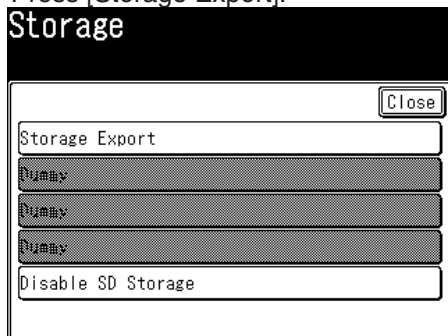 Press [Storage Export].
Storage
Close
Storage Export
Dummy
Dummy
Dummy
Disable SD Storage